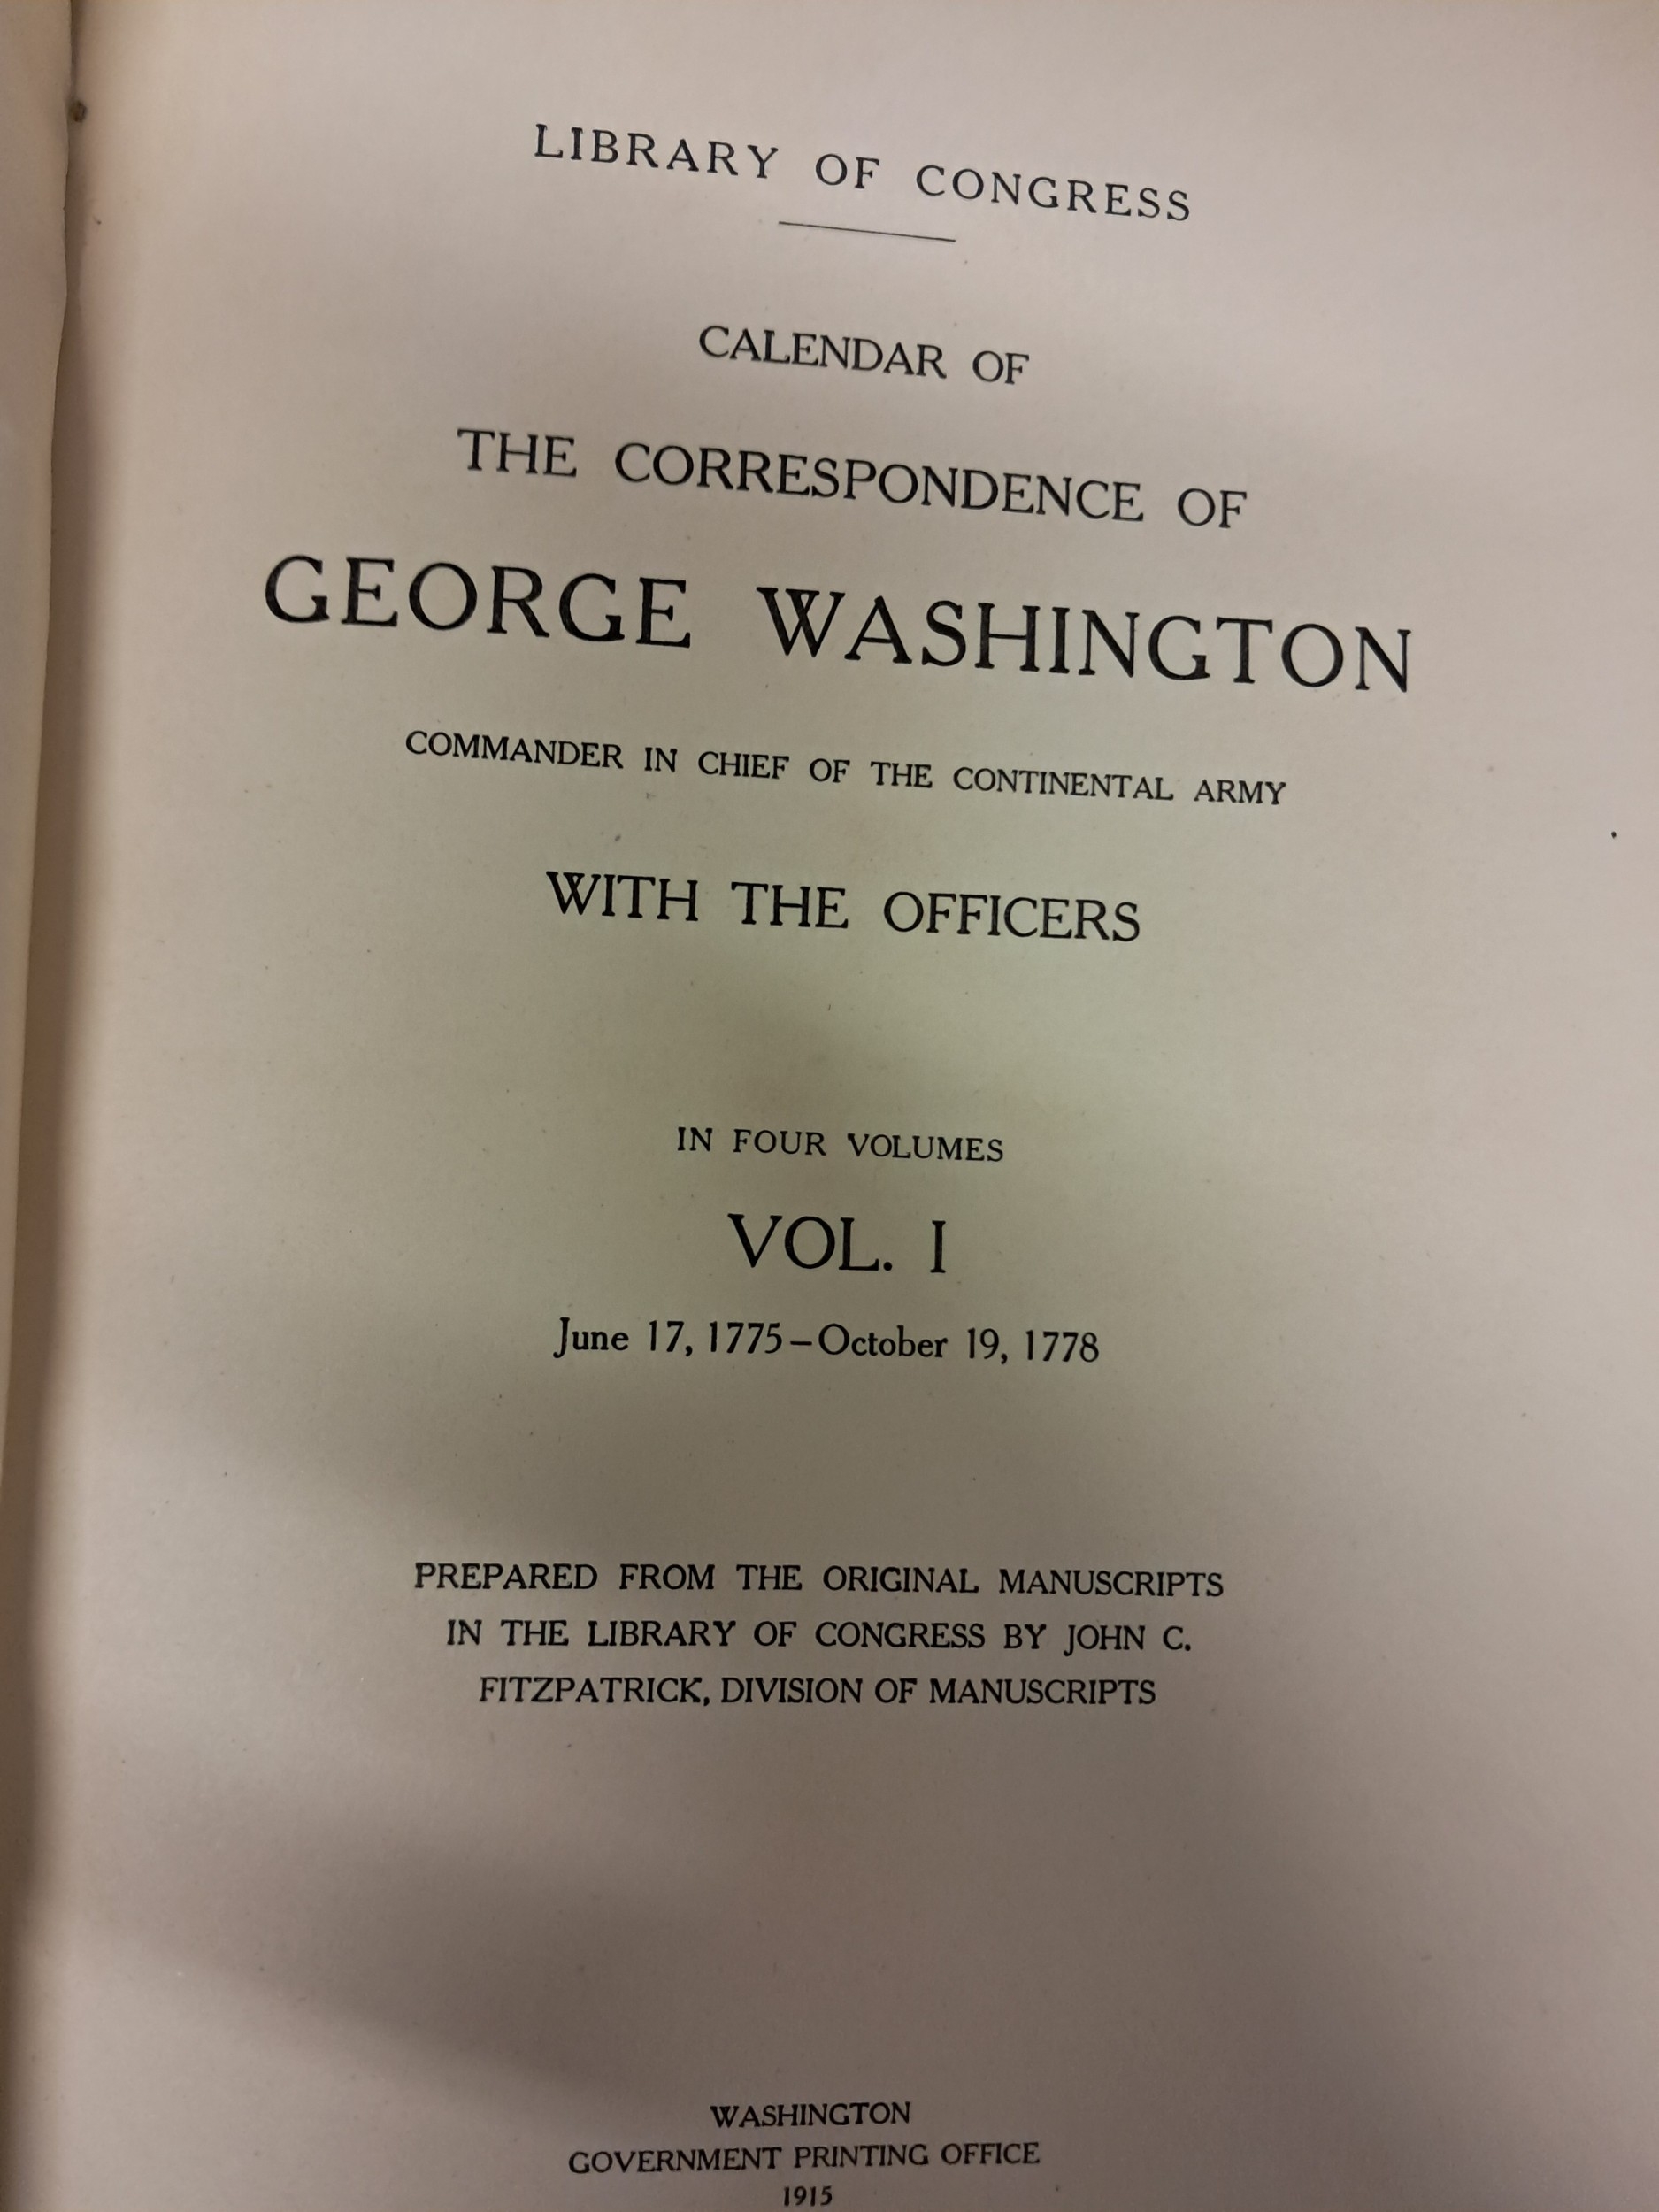 LIBRARY OF CONGRESS
CALENDAR OF
THE CORRESPONDENCE OF
GEORGE WASHINGTON
COMMANDER IN CHIEF OF THE CONTINENTAL ARMY
WITH THE OFFICERS
IN FOUR VOLUMES
VOL. I
June 17, 1775–October 19, 1778
PREPARED FROM THE ORIGINAL MANUSCRIPTS
IN THE LIBRARY OF CONGRESS BY JOHN C.
FITZPATRICK, DIVISION OF MANUSCRIPTS
WASHINGTON
GOVERNMENT PRINTING OFFICE
1915